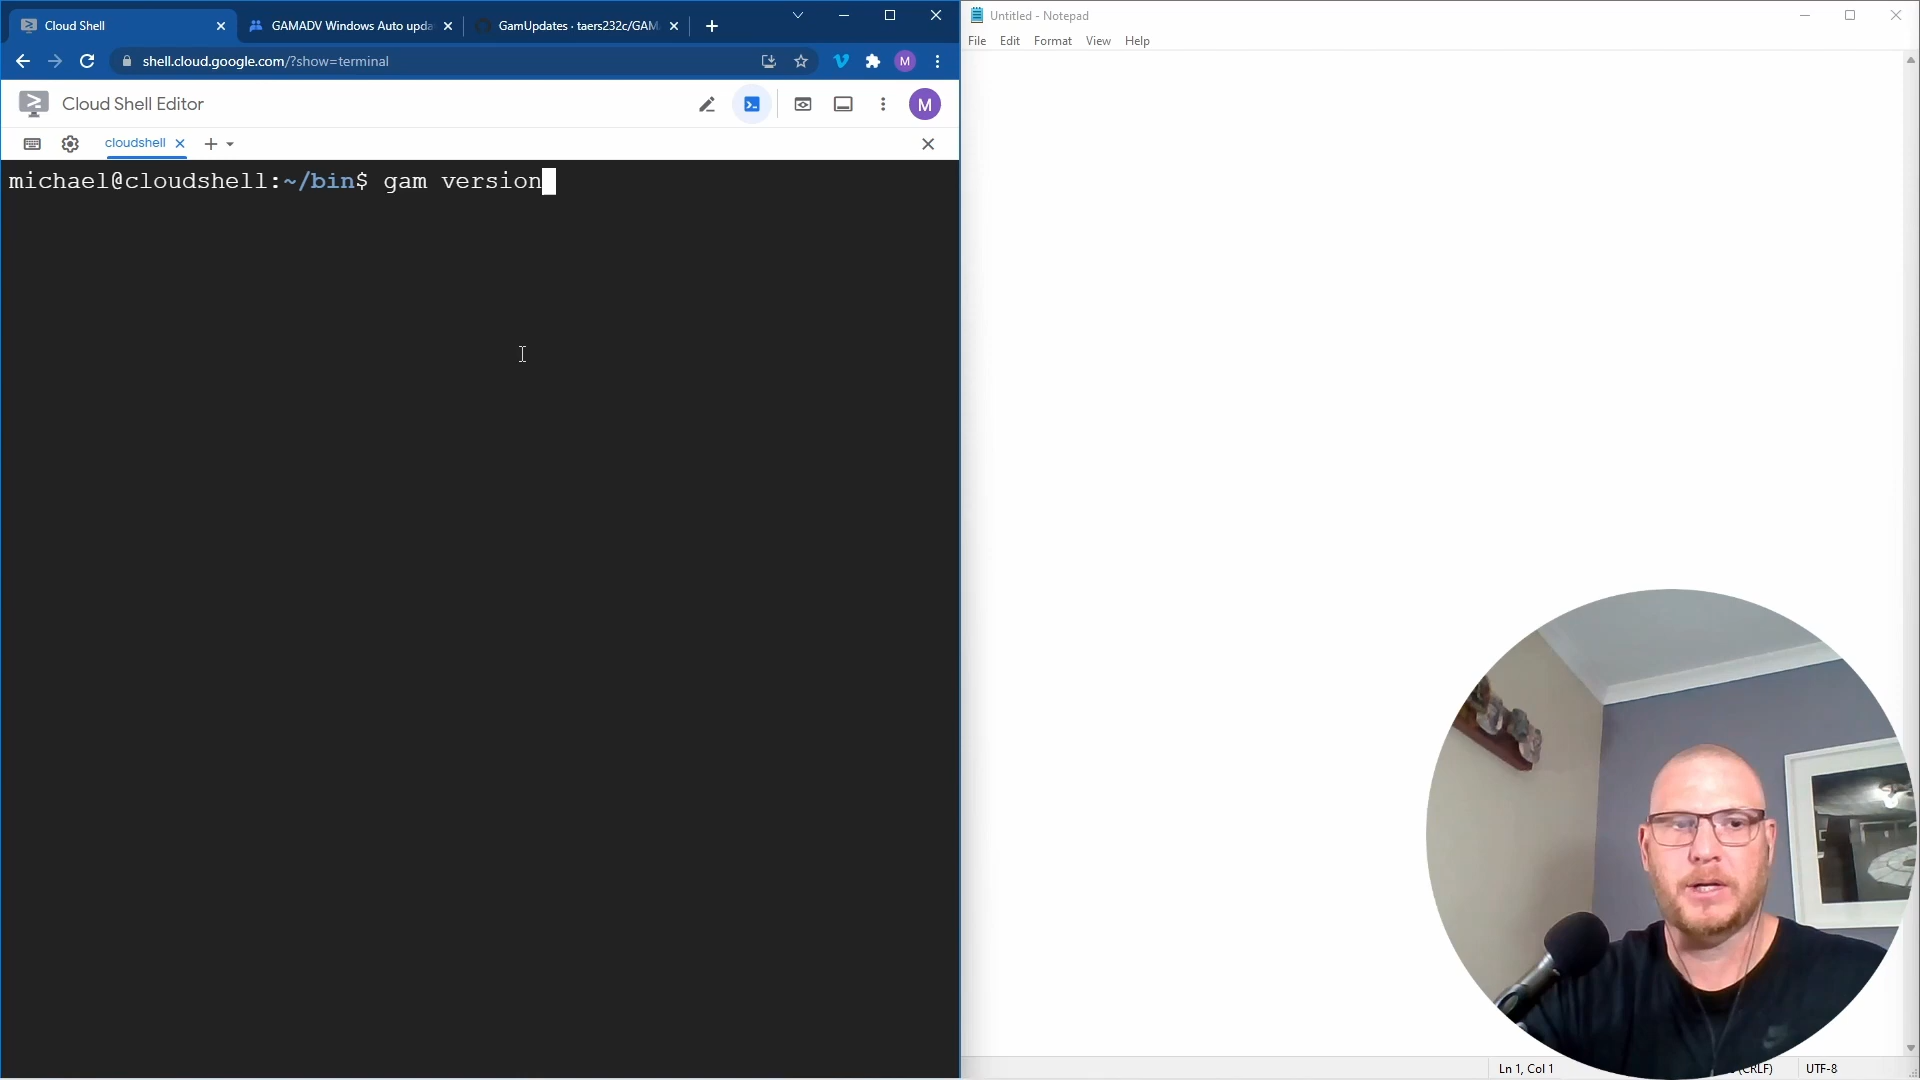 Cloud Shell
GAMADV Windows Auto upda
GamUpdates · taers232c/GAM
shell.cloud.google.com/?show=terminal
M
Cloud Shell Editor
M
cloudshell
michael@cloudshell:~/bin$ gam version
Untitled - Notepad
File Edit Format View Help
Ln 1, Col 1
(CRLF)
UTF-8